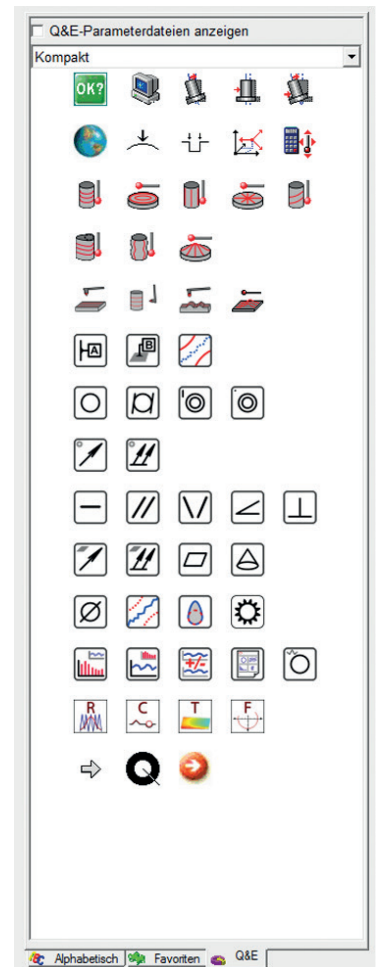 Q&E-Parameterdateien anzeigen
Kompakt
OK?
A
B
+/-
R C T F
Alphabetisch Favoriten Q&E